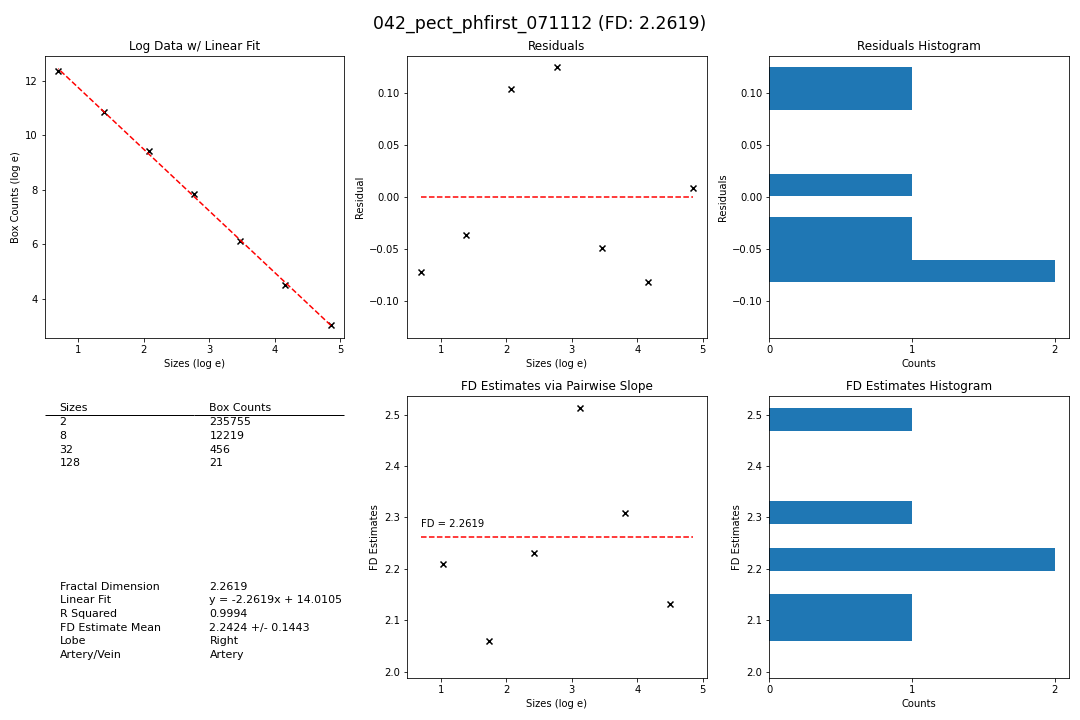 042_pect_phfirst_071112 (FD: 2.2619)
Log Data w/ Linear Fit
12
10
8
6
4
Box Counts (log e)
1 2 3 4 5
Sizes (log e)
Residuals
0.10
0.05
0.00
−0.05
−0.10
Residual
1 2 3 4 5
Sizes (log e)
Residuals Histogram
0.10
0.05
0.00
−0.05
−0.10
Residuals
0 1 2
Counts
Sizes Box Counts
2 235755
8 12219
32 456
128 21
Fractal Dimension 2.2619
Linear Fit y = -2.2619x + 14.0105
R Squared 0.9994
FD Estimate Mean 2.2424 +/- 0.1443
Lobe Right
Artery/Vein Artery
FD Estimates via Pairwise Slope
2.5
2.4
2.3
2.2
2.1
2.0
FD Estimates
FD = 2.2619
1 2 3 4 5
Sizes (log e)
FD Estimates Histogram
2.5
2.4
2.3
2.2
2.1
2.0
FD Estimates
0 1 2
Counts